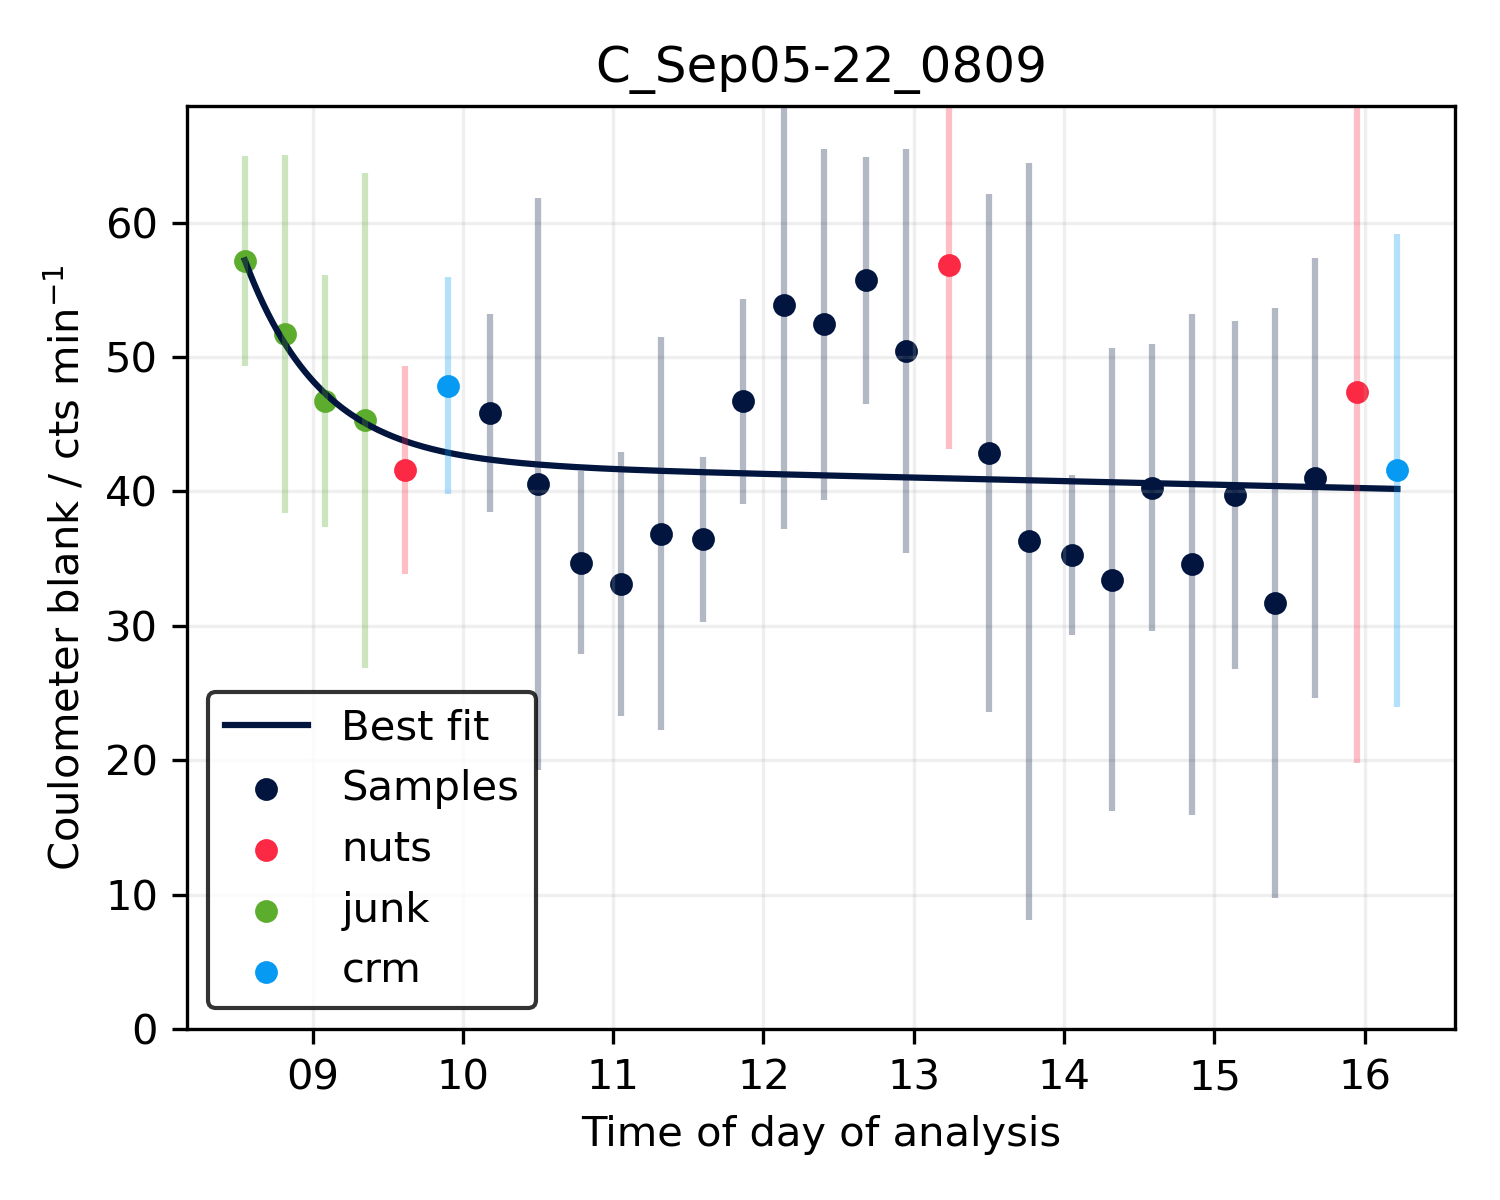 C_Sep05-22_0809
Coulometer blank / cts min⁻¹
60
50
40
30
20
10
0
Best fit
Samples
nuts
junk
crm
09 10 11 12 13 14 15 16
Time of day of analysis